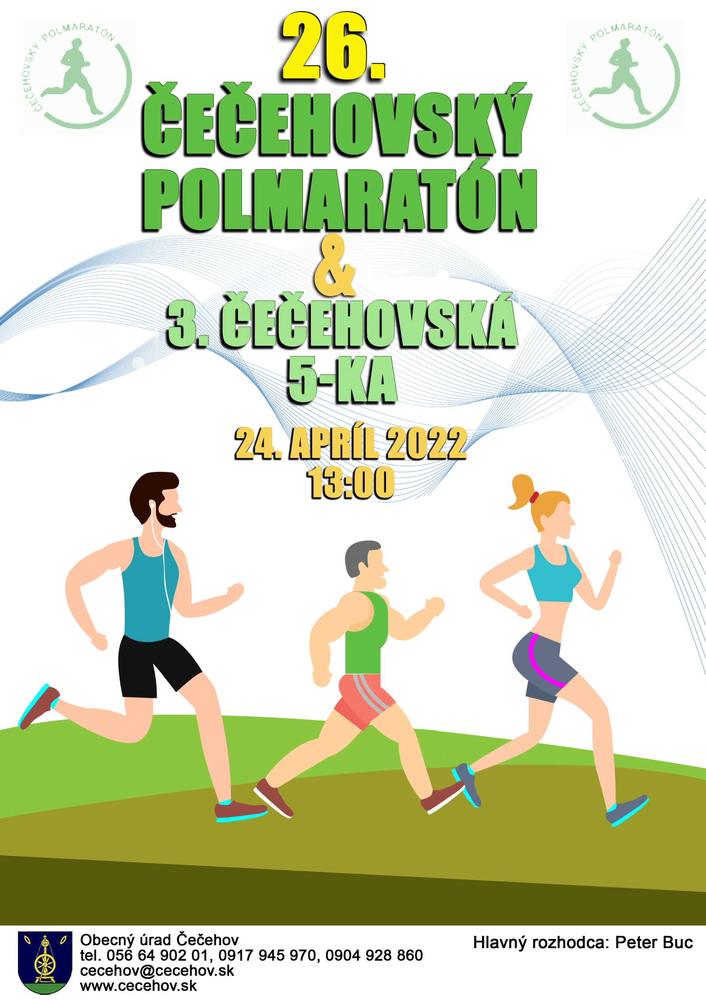 ČEČEHOVSKÝ POLMARATÓN
26.
ČEČEHOVSKÝ POLMARATÓN
ČEČEHOVSKÝ
POLMARATÓN
&
3. ČEČEHOVSKÁ
5-KA
24. APRÍL 2022
13:00
Obecný úrad Čečehov
tel. 056 64 902 01, 0917 945 970, 0904 928 860
cecehov@cecehov.sk
www.cecehov.sk
Hlavný rozhodca: Peter Buc